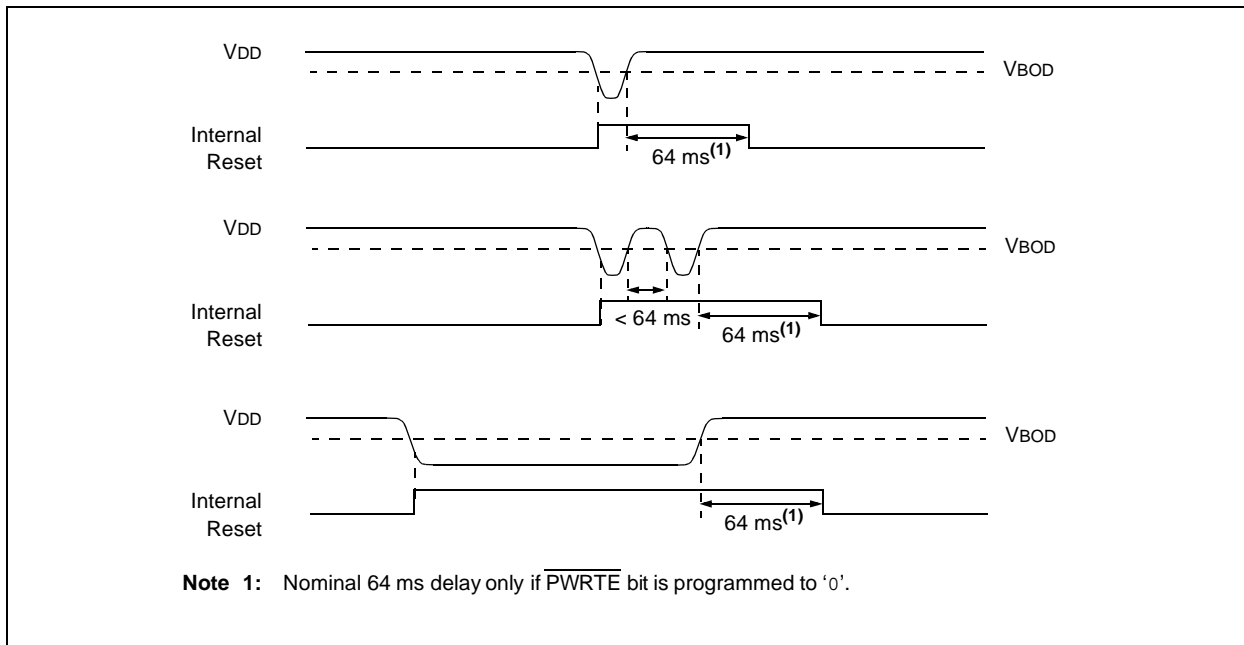 VDD
VBOD
Internal
Reset
64 ms(1)
VDD
VBOD
Internal
Reset
< 64 ms
64 ms(1)
VDD
VBOD
Internal
Reset
64 ms(1)
Note 1: Nominal 64 ms delay only if PWRTE bit is programmed to ‘0’.